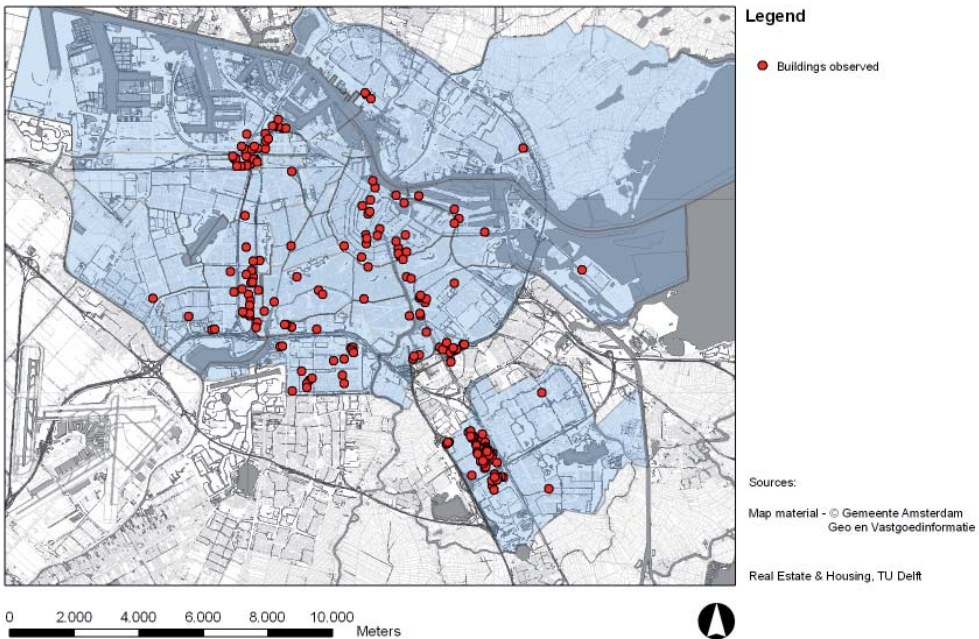 Legend
Buildings observed
Sources:
Map material - © Gemeente Amsterdam
Geo en Vastgoedinformatie
Real Estate & Housing, TU Delft
0 2.000 4.000 6.000 8.000 10.000
Meters